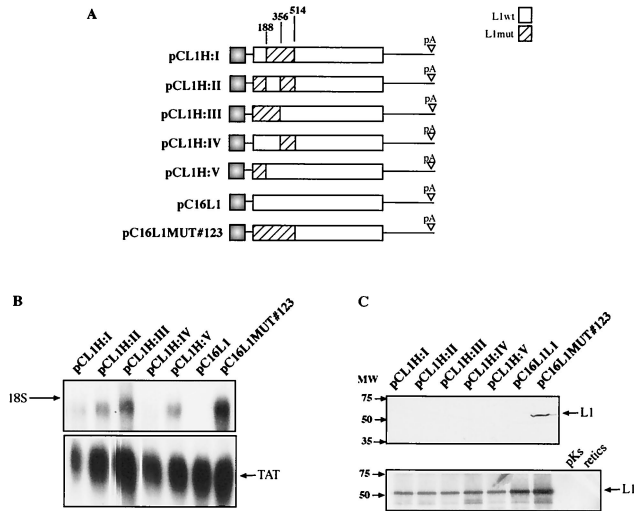 A
188
356
514
L1wt
L1mut
pCL1H:I
pA
pCL1H:II
pA
pCL1H:III
pA
pCL1H:IV
pA
pCL1H:V
pA
pC16L1
pA
pC16L1MUT#123
pA
B
pCL1H:I
pCL1H:II
pCL1H:III
pCL1H:IV
pCL1H:V
pC16L1
pC16L1MUT#123
18S
TAT
C
pCL1H:I
pCL1H:II
pCL1H:III
pCL1H:IV
pCL1H:V
pC16L1L1
pC16L1MUT#123
MW
75
50
35
L1
pKs
retics
75
50
L1